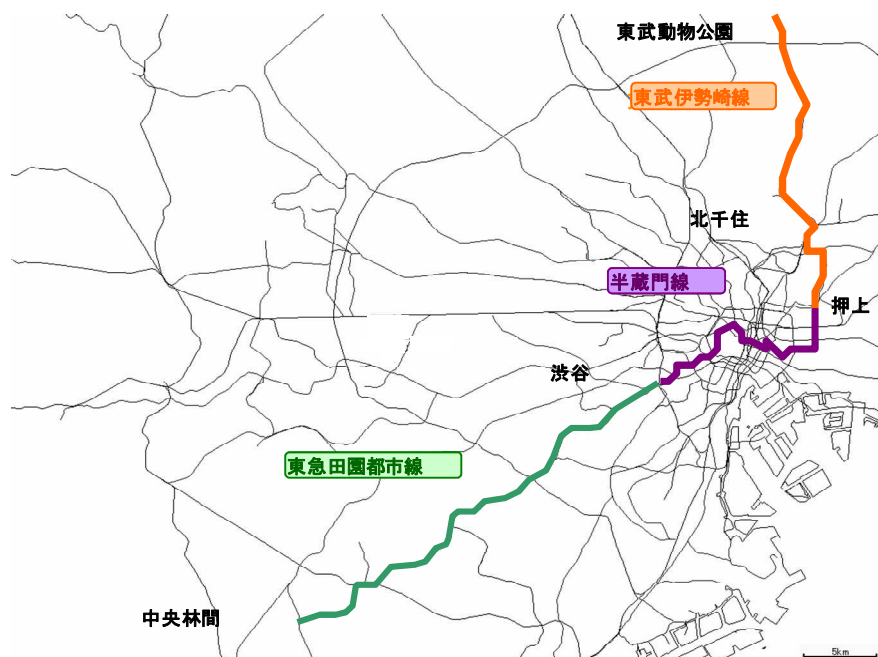 東武動物公園
東武伊勢崎線
北千住
半蔵門線
押上
渋谷
東急田園都市線
中央林間
5km